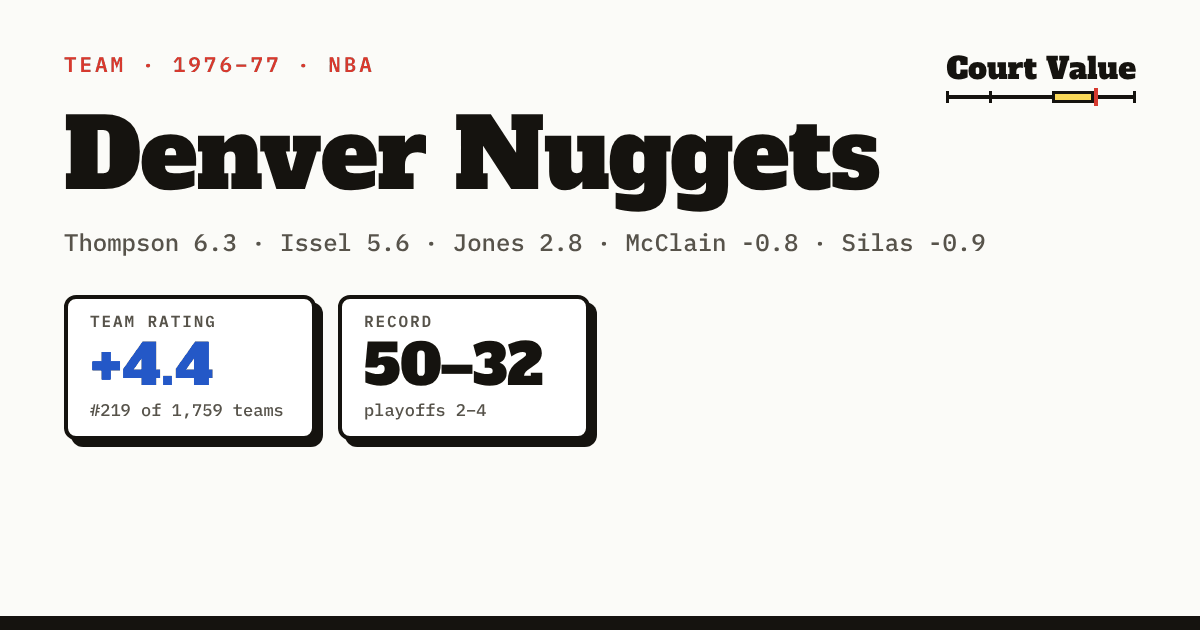 TEAM · 1976–77 · NBA
Court Value
Denver Nuggets
Thompson 6.3 · Issel 5.6 · Jones 2.8 · McClain -0.8 · Silas -0.9
TEAM RATING
+4.4
#219 of 1,759 teams
RECORD
50–32
playoffs 2–4